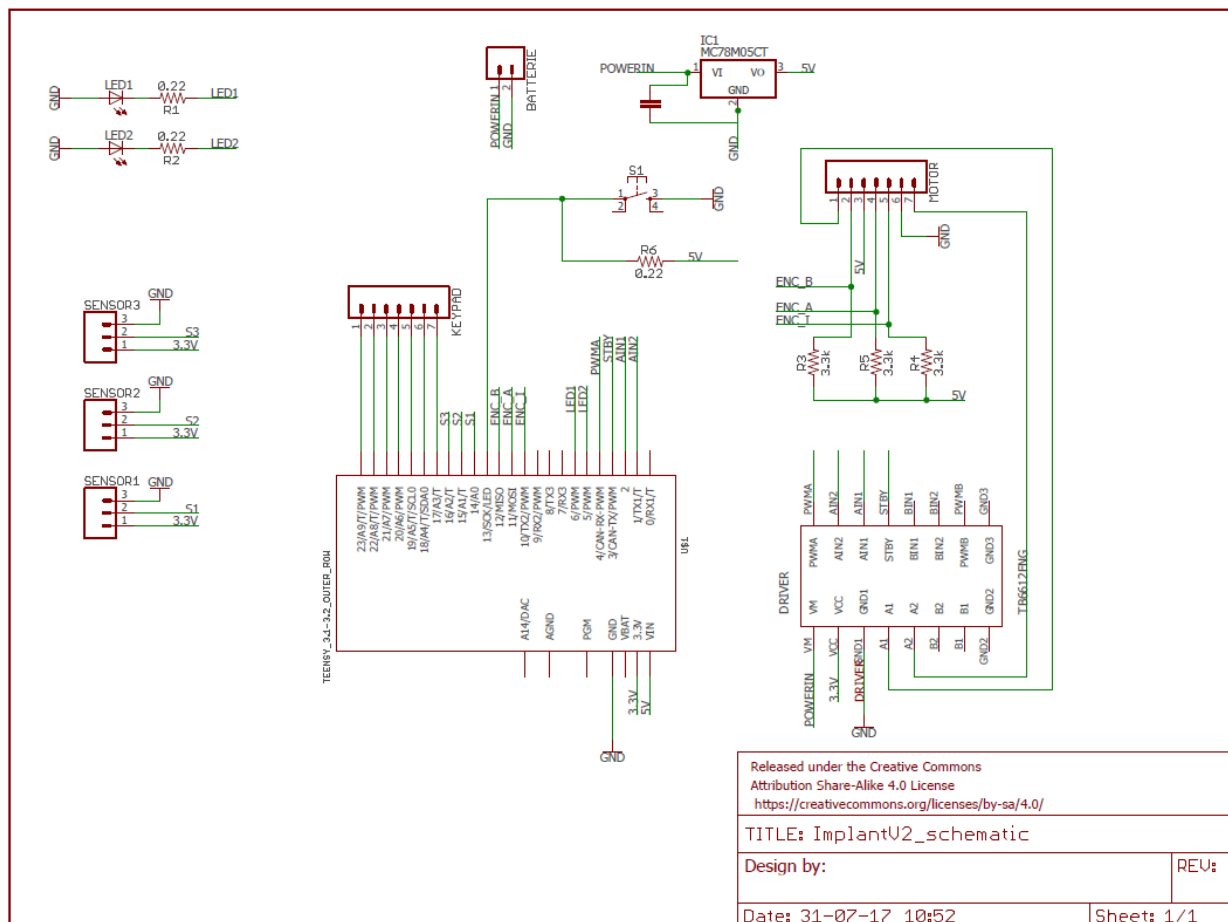 LED1
0.22
LED1
GND
R1
LED2
0.22
LED2
GND
R2
BATTERIE
1
2
POWERIN
GND
IC1
MC78M05CT
POWERIN
1
VI
VO
3
5V
GND
2
GND
S1
1
3
2
4
GND
R6
5V
0.22
MOTOR
1
2
3
4
5
6
7
GND
5V
ENC_B
ENC_A
ENC_I
R3
3.3k
R5
3.3k
R4
3.3k
5V
SENSOR3
GND
3
2
S3
1
3.3V
SENSOR2
GND
3
2
S2
1
3.3V
SENSOR1
GND
3
2
S1
1
3.3V
KEYPAD
1
2
3
4
5
6
7
S3
S2
S1
ENC_B
ENC_A
ENC_I
LED1
LED2
PWMA
STBY
AIN1
AIN2
23/A9/T/PWM
22/A8/T/PWM
21/A7/PWM
20/A6/PWM
19/A5/T/SCL0
18/A4/T/SDA0
17/A3/T
16/A2/T
15/A1/T
14/A0
13/SCK/LED
12/MISO
11/MOSI
10/TX2/PWM
9/RX2/PWM
8/TX3
7/RX3
6/PWM
5/PWM
4/CAN-RX-PWM
3/CAN-TX/PWM
2
1/TX1/T
0/RX1/T
U$1
TEENSY_3.1-3.2_OUTER_ROW
A14/DAC
AGND
PGM
GND
VBAT
3.3V
VIN
3.3V
5V
GND
PWMA
AIN2
AIN1
STBY
BIN1
BIN2
PWMB
GND3
PWMA
AIN2
AIN1
STBY
BIN1
BIN2
PWMB
GND3
DRIVER
TB6612FNG
VM
VCC
GND1
A1
A2
B2
B1
GND2
VM
VCC
GND1
A1
A2
B2
B1
GND2
POWERIN
3.3V
DRIVER
GND
Released under the Creative Commons
Attribution Share-Alike 4.0 License
https://creativecommons.org/licenses/by-sa/4.0/
TITLE: ImplantV2_schematic
Design by:
REV:
Date: 31-07-17 10:52
Sheet: 1/1